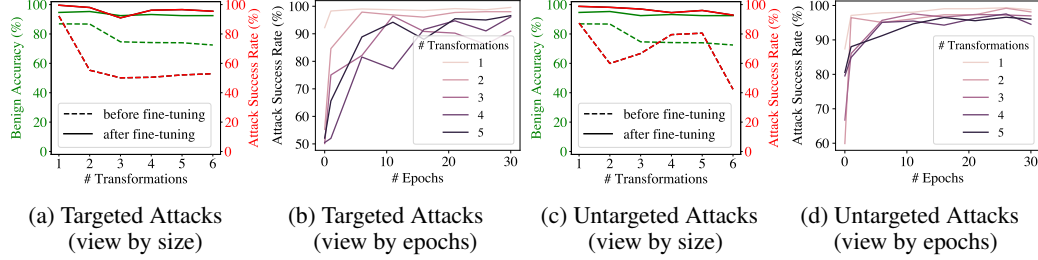 100
80
60
40
20
0
Benign Accuracy (%)
before fine-tuning
after fine-tuning
1 2 3 4 5 6
# Transformations
100
80
60
40
20
0
Attack Success Rate (%)
100
90
80
70
60
50
Attack Success Rate (%)
# Transformations
1
2
3
4
5
0 10 20 30
# Epochs
100
80
60
40
20
0
Benign Accuracy (%)
before fine-tuning
after fine-tuning
1 2 3 4 5 6
# Transformations
100
80
60
40
20
0
Attack Success Rate (%)
100
90
80
70
60
Attack Success Rate (%)
# Transformations
1
2
3
4
5
0 10 20 30
# Epochs
(a) Targeted Attacks
(view by size)
(b) Targeted Attacks
(view by epochs)
(c) Untargeted Attacks
(view by size)
(d) Untargeted Attacks
(view by epochs)